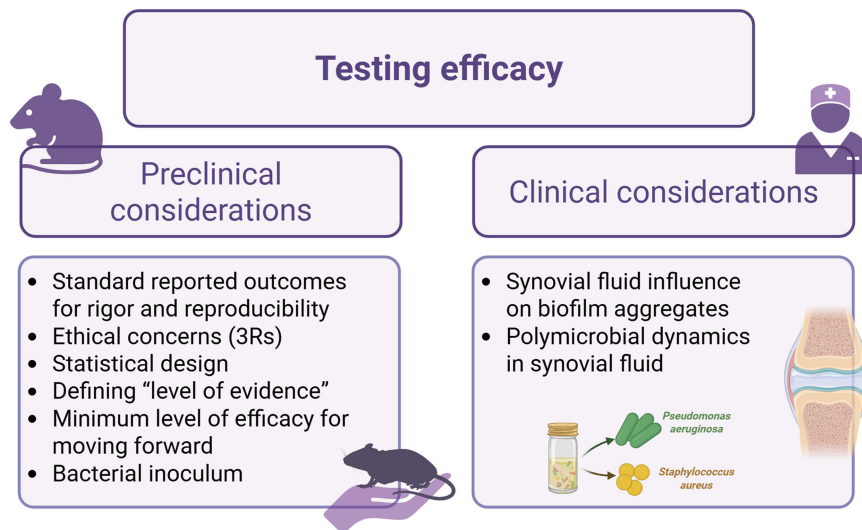 Testing efficacy
Preclinical
considerations
• Standard reported outcomes
for rigor and reproducibility
• Ethical concerns (3Rs)
• Statistical design
• Defining “level of evidence”
• Minimum level of efficacy for
moving forward
• Bacterial inoculum
Clinical considerations
• Synovial fluid influence
on biofilm aggregates
• Polymicrobial dynamics
in synovial fluid
Pseudomonas
aeruginosa
Staphylococcus
aureus